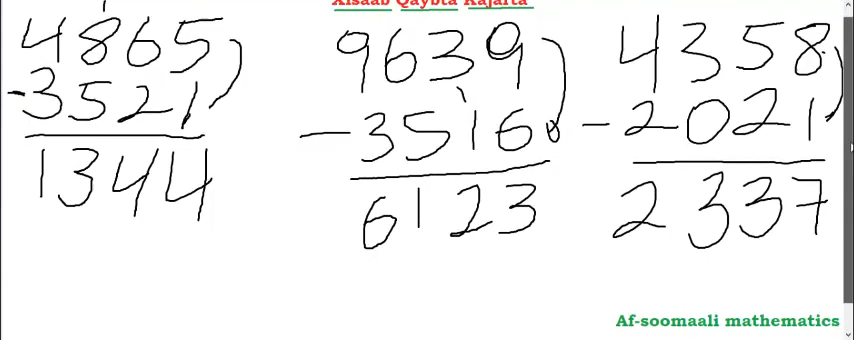 Xisaab Qaybta Kajarta
4865 9639 4358
-3521 -3516 -2021
1344 6123 2337
Af-soomaali mathematics